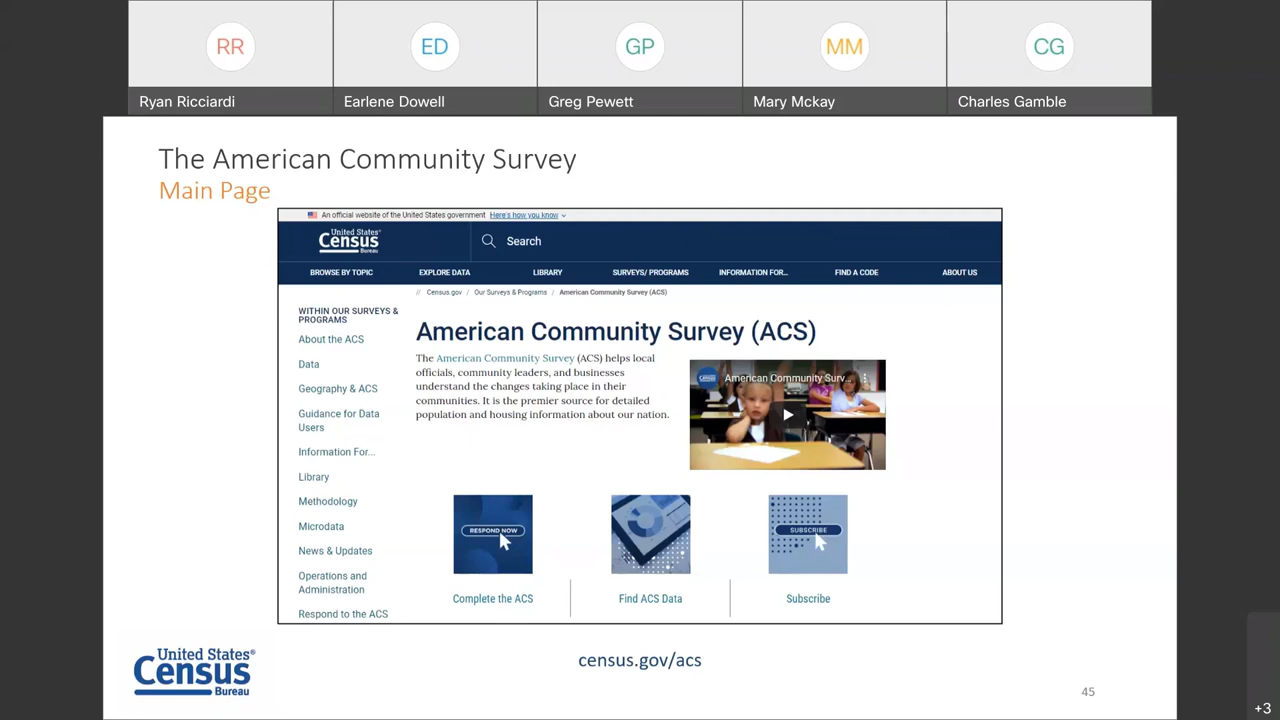 RR
ED
GP
MM
CG
Ryan Ricciardi
Earlene Dowell
Greg Pewett
Mary Mckay
Charles Gamble
The American Community Survey
Main Page
An official website of the United States government Here's how you know
United States®
Census
Bureau
Search
BROWSE BY TOPIC
EXPLORE DATA
LIBRARY
SURVEYS/ PROGRAMS
INFORMATION FOR...
FIND A CODE
ABOUT US
// Census.gov / Our Surveys & Programs / American Community Survey (ACS)
WITHIN OUR SURVEYS &
PROGRAMS
About the ACS
Data
Geography & ACS
Guidance for Data
Users
Information For...
Library
Methodology
Microdata
News & Updates
Operations and
Administration
Respond to the ACS
American Community Survey (ACS)
The American Community Survey (ACS) helps local
officials, community leaders, and businesses
understand the changes taking place in their
communities. It is the premier source for detailed
population and housing information about our nation.
American Community Surv...
RESPOND NOW
SUBSCRIBE
Complete the ACS
Find ACS Data
Subscribe
United States®
Census
Bureau
census.gov/acs
45
+3